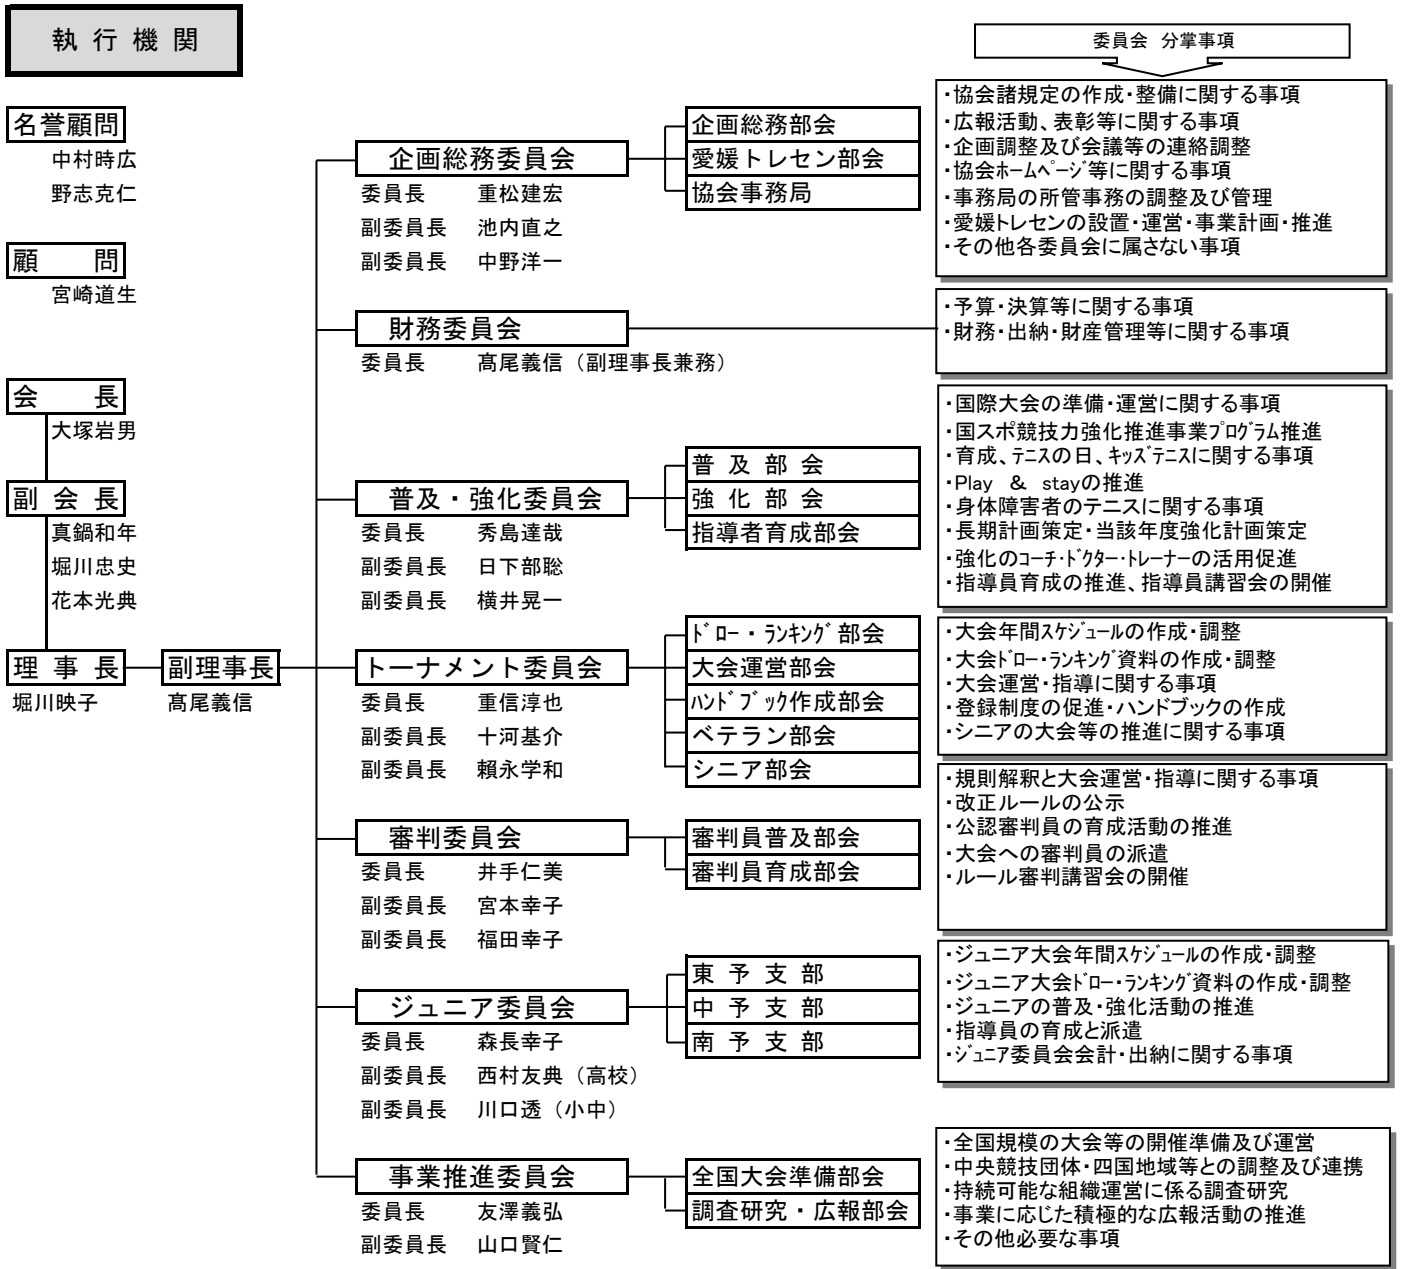 執 行 機 関
名誉顧問
中村時広
野志克仁
顧　　問
宮崎道生
会　　長
大塚岩男
副 会 長
真鍋和年
堀川忠史
花本光典
理 事 長
堀川映子
副理事長
髙尾義信
企画総務委員会
委員長　重松建宏
副委員長　池内直之
副委員長　中野洋一
企画総務部会
愛媛トレセン部会
協会事務局
財務委員会
委員長　髙尾義信（副理事長兼務）
普及・強化委員会
委員長　秀島達哉
副委員長　日下部聡
副委員長　横井晃一
普 及 部 会
強 化 部 会
指導者育成部会
トーナメント委員会
委員長　重信淳也
副委員長　十河基介
副委員長　賴永学和
ﾄﾞﾛｰ・ﾗﾝｷﾝｸﾞ部会
大会運営部会
ﾊﾝﾄﾞﾌﾞｯｸ作成部会
ベテラン部会
シニア部会
審判委員会
委員長　井手仁美
副委員長　宮本幸子
副委員長　福田幸子
審判員普及部会
審判員育成部会
ジュニア委員会
委員長　森長幸子
副委員長　西村友典（高校）
副委員長　川口透（小中）
東 予 支 部
中 予 支 部
南 予 支 部
事業推進委員会
委員長　友澤義弘
副委員長　山口賢仁
全国大会準備部会
調査研究・広報部会
委員会　分掌事項
・協会諸規定の作成・整備に関する事項
・広報活動、表彰等に関する事項
・企画調整及び会議等の連絡調整
・協会ﾎｰﾑﾍﾟｰｼﾞ等に関する事項
・事務局の所管事務の調整及び管理
・愛媛トレセンの設置・運営・事業計画・推進
・その他各委員会に属さない事項
・予算・決算等に関する事項
・財務・出納・財産管理等に関する事項
・国際大会の準備・運営に関する事項
・国スポ競技力強化推進事業ﾌﾟﾛｸﾞﾗﾑ推進
・育成、ﾃﾆｽの日、ｷｯｽﾞﾃﾆｽに関する事項
・Play　&　stayの推進
・身体障害者のテニスに関する事項
・長期計画策定・当該年度強化計画策定
・強化のｺｰﾁ・ﾄﾞｸﾀｰ・ﾄﾚｰﾅｰの活用促進
・指導員育成の推進、指導員講習会の開催
・大会年間ｽｹｼﾞｭｰﾙの作成・調整
・大会ﾄﾞﾛｰ・ﾗﾝｷﾝｸﾞ資料の作成・調整
・大会運営・指導に関する事項
・登録制度の促進・ハンドブックの作成
・シニアの大会等の推進に関する事項
・規則解釈と大会運営・指導に関する事項
・改正ルールの公示
・公認審判員の育成活動の推進
・大会への審判員の派遣
・ルール審判講習会の開催
・ジュニア大会年間ｽｹｼﾞｭｰﾙの作成・調整
・ジュニア大会ﾄﾞﾛｰ・ﾗﾝｷﾝｸﾞ資料の作成・調整
・ジュニアの普及・強化活動の推進
・指導員の育成と派遣
・ｼﾞｭﾆｱ委員会会計・出納に関する事項
・全国規模の大会等の開催準備及び運営
・中央競技団体・四国地域等との調整及び連携
・持続可能な組織運営に係る調査研究
・事業に応じた積極的な広報活動の推進
・その他必要な事項